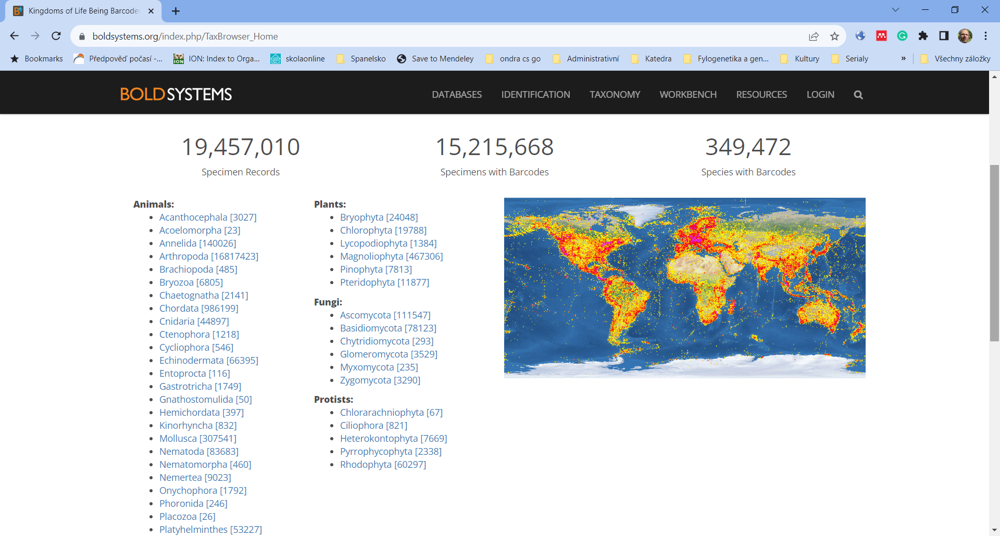 Kingdoms of Life Being Barcode
boldsystems.org/index.php/TaxBrowser_Home
Bookmarks Předpověď počasí -... ION: Index to Orga... skolaonline Spanelsko Save to Mendeley ondra cs go Administrativní Katedra Fylogenetika a gen... Kultury Serialy » Všechny záložky
BOLDSYSTEMS DATABASES IDENTIFICATION TAXONOMY WORKBENCH RESOURCES LOGIN
19,457,010
Specimen Records
15,215,668
Specimens with Barcodes
349,472
Species with Barcodes
Animals:
Acanthocephala [3027]
Acoelomorpha [23]
Annelida [140026]
Arthropoda [16817423]
Brachiopoda [485]
Bryozoa [6805]
Chaetognatha [2141]
Chordata [986199]
Cnidaria [44897]
Ctenophora [1218]
Cycliophora [546]
Echinodermata [66395]
Entoprocta [116]
Gastrotricha [1749]
Gnathostomulida [50]
Hemichordata [397]
Kinorhyncha [832]
Mollusca [307541]
Nematoda [83683]
Nematomorpha [460]
Nemertea [9023]
Onychophora [1792]
Phoronida [246]
Placozoa [26]
Platyhelminthes [53227]
Plants:
Bryophyta [24048]
Chlorophyta [19788]
Lycopodiophyta [1384]
Magnoliophyta [467306]
Pinophyta [7813]
Pteridophyta [11877]
Fungi:
Ascomycota [111547]
Basidiomycota [78123]
Chytridiomycota [293]
Glomeromycota [3529]
Myxomycota [235]
Zygomycota [3290]
Protists:
Chlorarachniophyta [67]
Ciliophora [821]
Heterokontophyta [7669]
Pyrrophycophyta [2338]
Rhodophyta [60297]